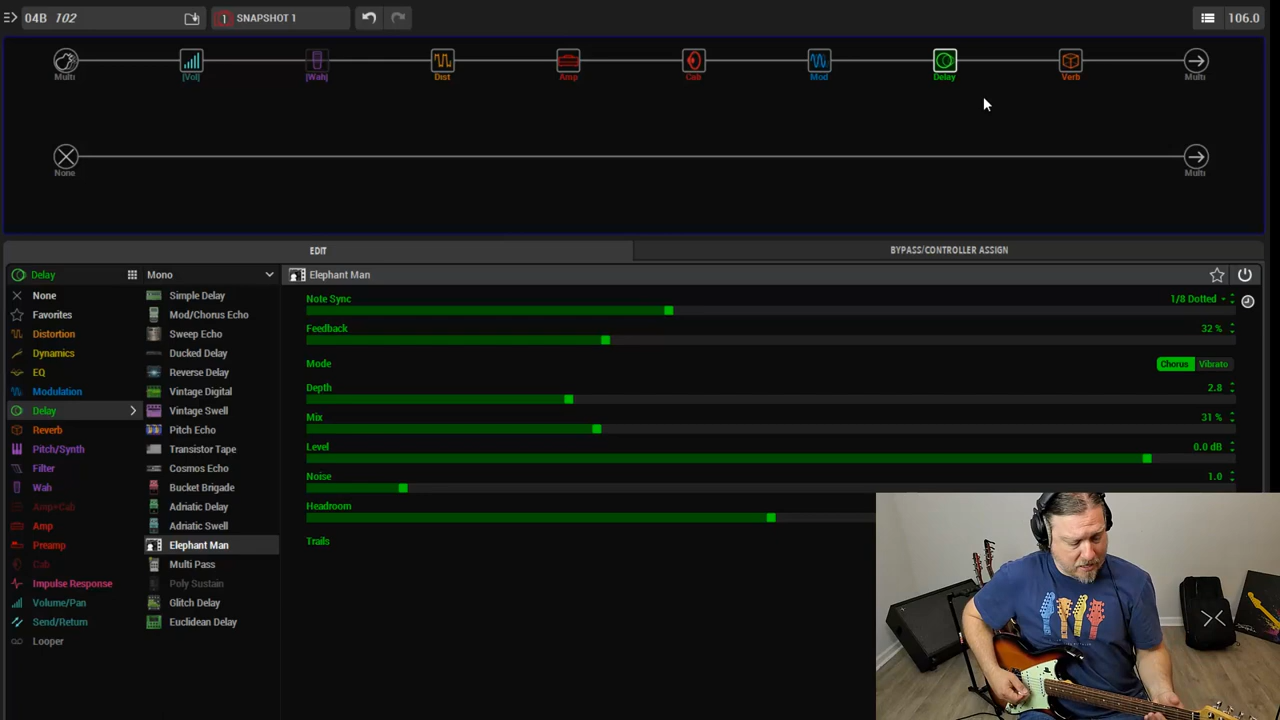 04B 102
1 SNAPSHOT 1
106.0
Multi
[Vol]
[Wah]
Dist
Amp
Cab
Mod
Delay
Verb
Multi
None
Multi
EDIT
BYPASS/CONTROLLER ASSIGN
Delay
None
Favorites
Distortion
Dynamics
EQ
Modulation
Delay
Reverb
Pitch/Synth
Filter
Wah
Amp+Cab
Amp
Preamp
Cab
Impulse Response
Volume/Pan
Send/Return
Looper
Mono
Simple Delay
Mod/Chorus Echo
Sweep Echo
Ducked Delay
Reverse Delay
Vintage Digital
Vintage Swell
Pitch Echo
Transistor Tape
Cosmos Echo
Bucket Brigade
Adriatic Delay
Adriatic Swell
Elephant Man
Multi Pass
Poly Sustain
Glitch Delay
Euclidean Delay
Elephant Man
Note Sync 1/8 Dotted
Feedback 32 %
Mode Chorus Vibrato
Depth 2.8
Mix 31 %
Level 0.0 dB
Noise 1.0
Headroom
Trails